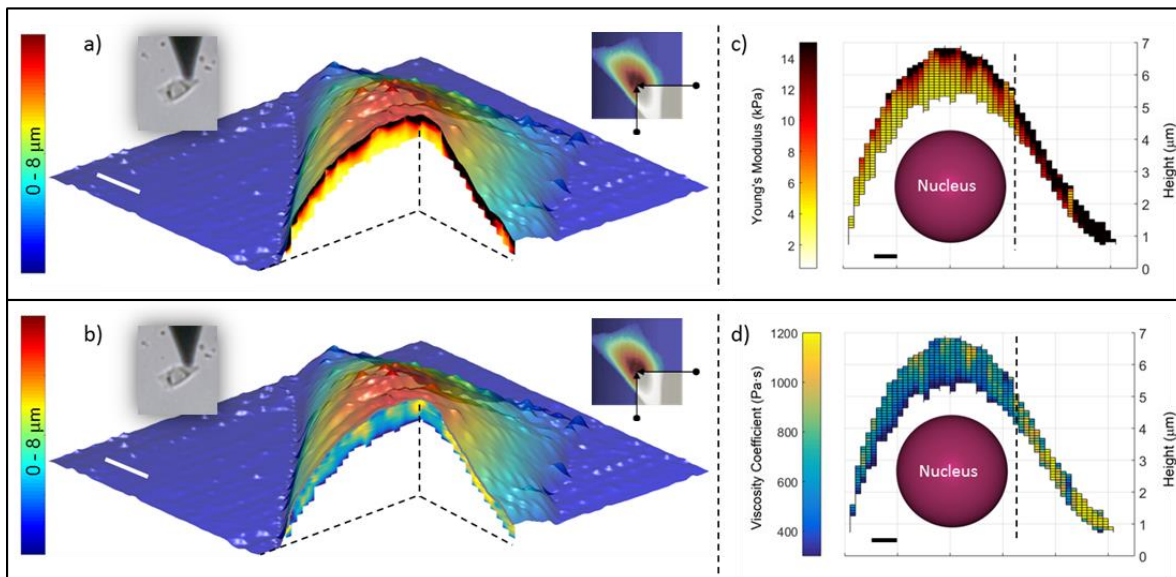 a)
0 - 8 µm
b)
0 - 8 µm
c)
Young's Modulus (kPa)
14
12
10
8
6
4
2
Nucleus
7
6
5
4
3
2
1
0
Height (µm)
d)
Viscosity Coefficient (Pa·s)
1200
1000
800
600
400
Nucleus
7
6
5
4
3
2
1
0
Height (µm)